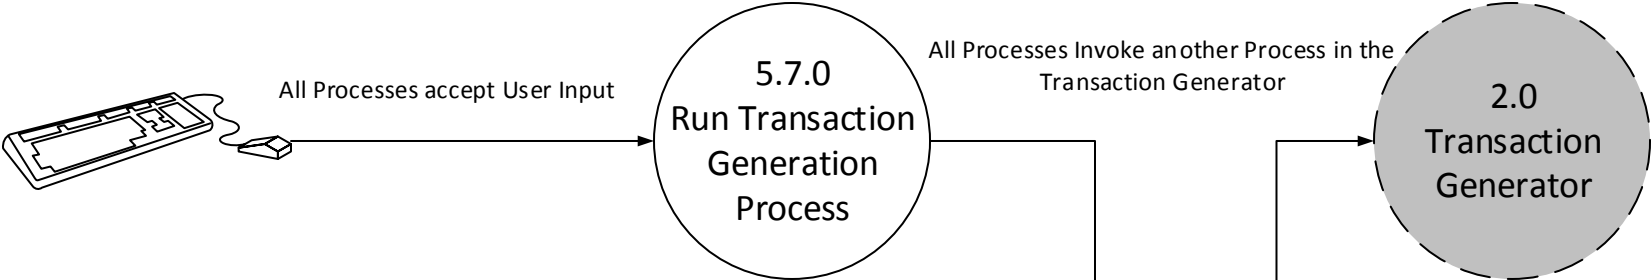 All Processes accept User Input
5.7.0
Run Transaction
Generation
Process
All Processes Invoke another Process in the
Transaction Generator
2.0
Transaction
Generator